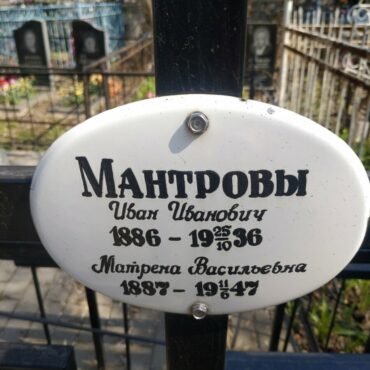 Мантровы
Иван Иванович
1886 – 19 25/10 36
Матрена Васильевна
1887 – 19 11/6 47